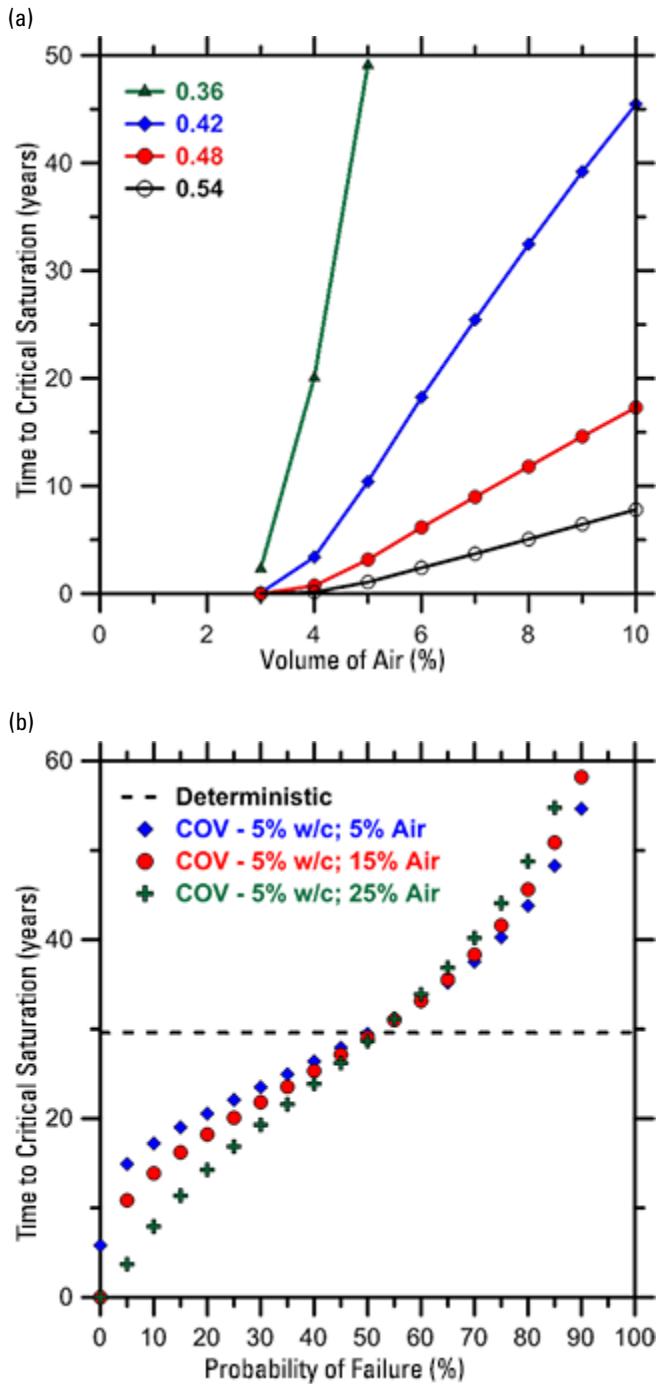 (a)
50
40
30
20
10
0
Time to Critical Saturation (years)
0.36
0.42
0.48
0.54
0 2 4 6 8 10
Volume of Air (%)
(b)
60
40
20
0
Time to Critical Saturation (years)
Deterministic
COV - 5% w/c; 5% Air
COV - 5% w/c; 15% Air
COV - 5% w/c; 25% Air
0 10 20 30 40 50 60 70 80 90 100
Probability of Failure (%)